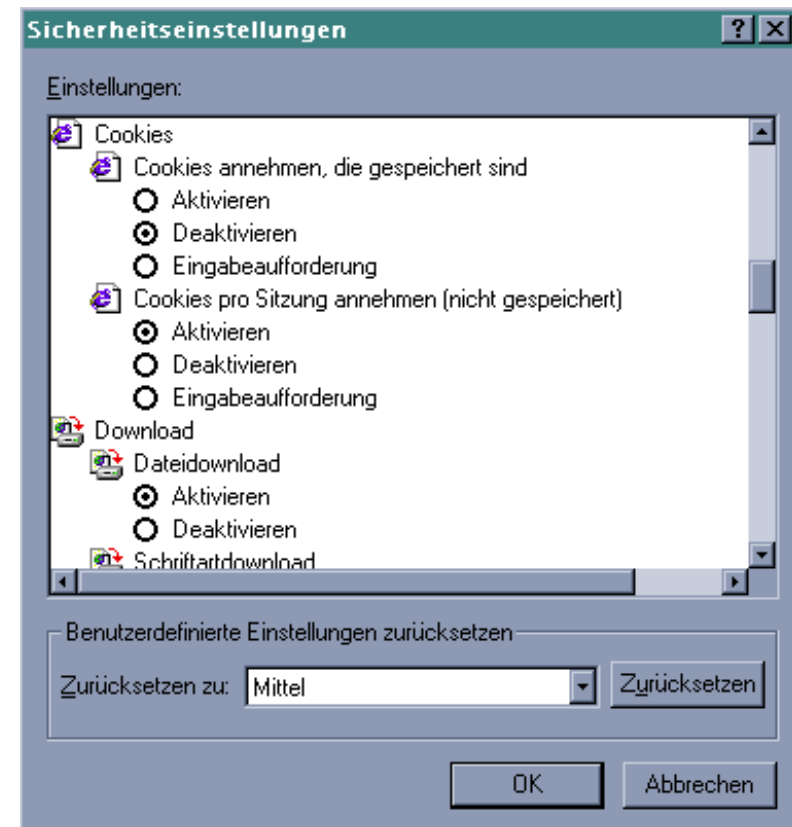 Sicherheitseinstellungen
Einstellungen:
Cookies
Cookies annehmen, die gespeichert sind
Aktivieren
Deaktivieren
Eingabeaufforderung
Cookies pro Sitzung annehmen (nicht gespeichert)
Aktivieren
Deaktivieren
Eingabeaufforderung
Download
Dateidownload
Aktivieren
Deaktivieren
Schriftartdownload
Benutzerdefinierte Einstellungen zurücksetzen
Zurücksetzen zu: Mittel Zurücksetzen
OK Abbrechen